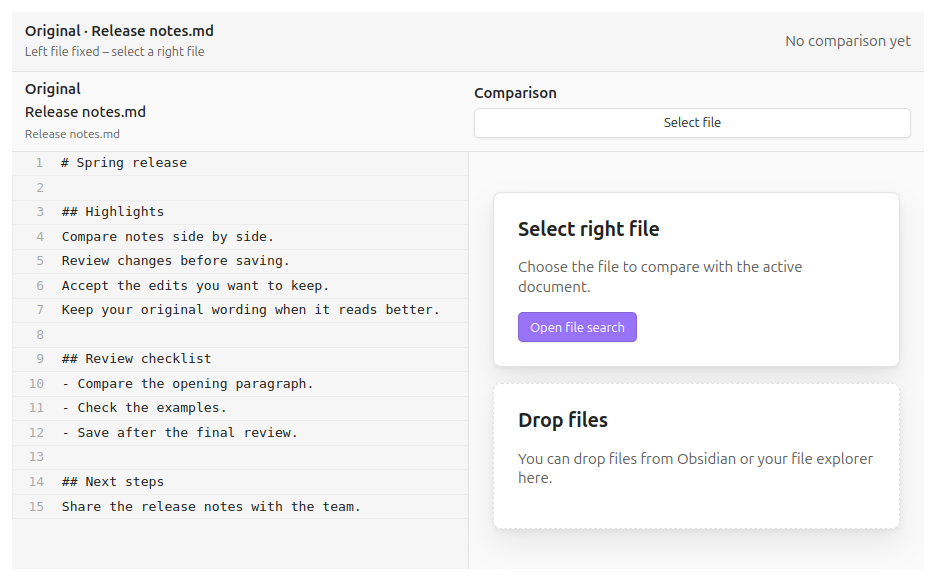 Original · Release notes.md
Left file fixed – select a right file
No comparison yet
Original
Release notes.md
Release notes.md
Comparison
Select file
1 # Spring release
2
3 ## Highlights
4 Compare notes side by side.
5 Review changes before saving.
6 Accept the edits you want to keep.
7 Keep your original wording when it reads better.
8
9 ## Review checklist
10 - Compare the opening paragraph.
11 - Check the examples.
12 - Save after the final review.
13
14 ## Next steps
15 Share the release notes with the team.
Select right file
Choose the file to compare with the active
document.
Open file search
Drop files
You can drop files from Obsidian or your file explorer
here.